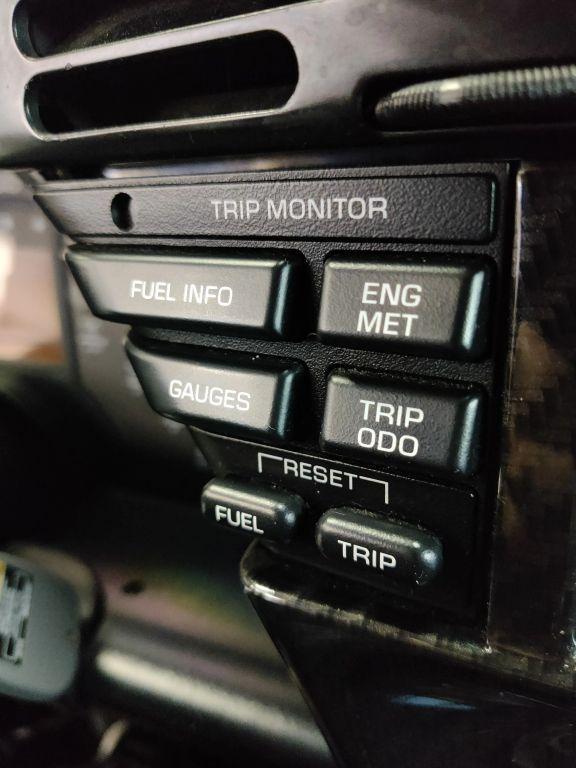 TRIP MONITOR
FUEL INFO
ENG
MET
GAUGES
TRIP
ODO
RESET
FUEL
TRIP